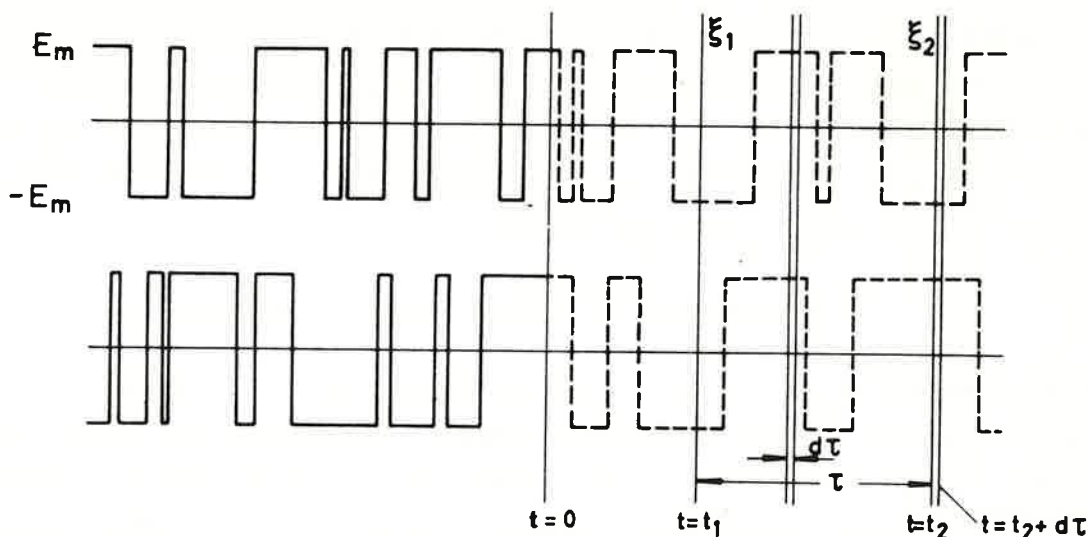 E_m
ξ_1
ξ_2
-E_m
dτ
τ
t = 0
t=t_1
t=t_2
t=t_2+dτ